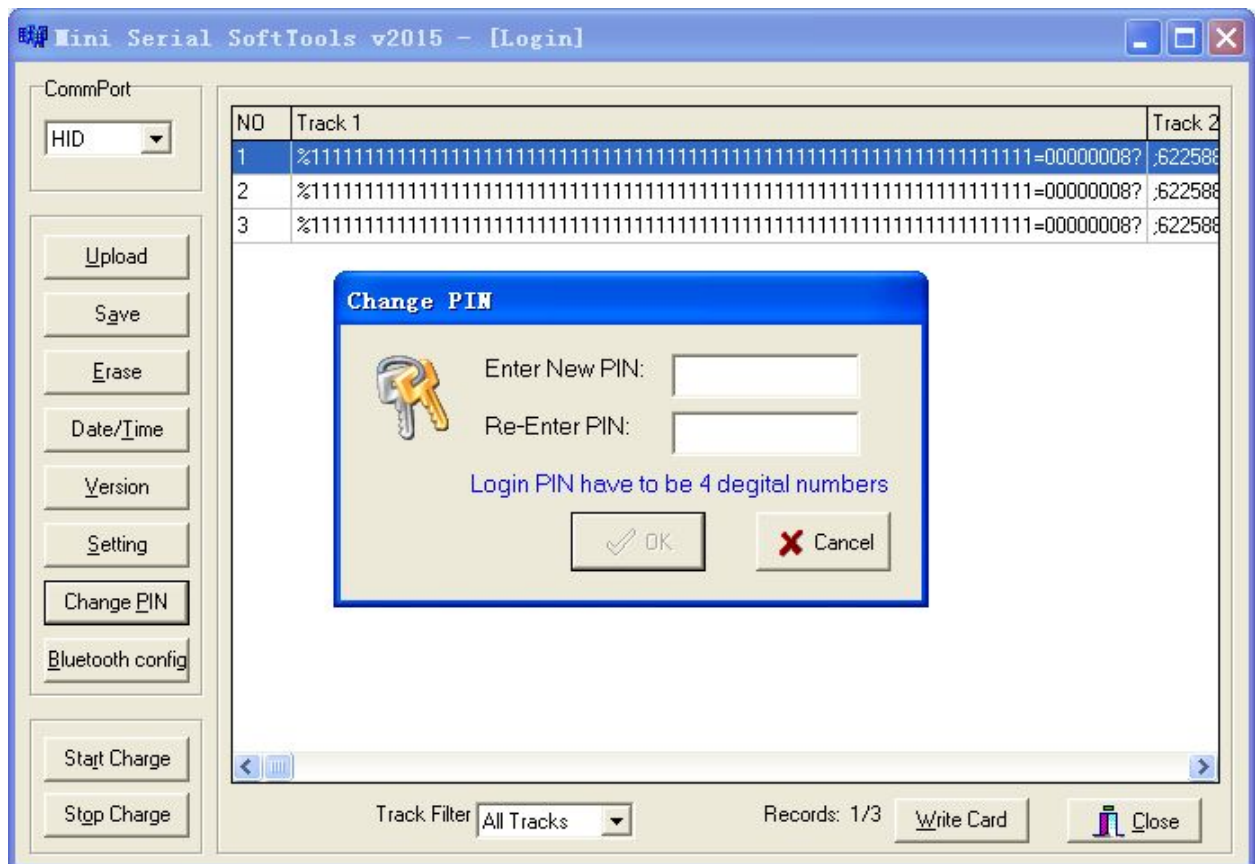 Mini Serial SoftTools v2015 - [Login]
CommPort
HID
NO Track 1 Track 2
1 %1111111111111111111111111111111111111111111111111111111111=00000008? ;622588
2 %1111111111111111111111111111111111111111111111111111111111=00000008? ;622588
3 %1111111111111111111111111111111111111111111111111111111111=00000008? ;622588
Upload
Save
Erase
Date/Time
Version
Setting
Change PIN
Bluetooth config
Start Charge
Stop Charge
Change PIN
Enter New PIN:
Re-Enter PIN:
Login PIN have to be 4 degital numbers
OK Cancel
Track Filter All Tracks Records: 1/3 Write Card Close